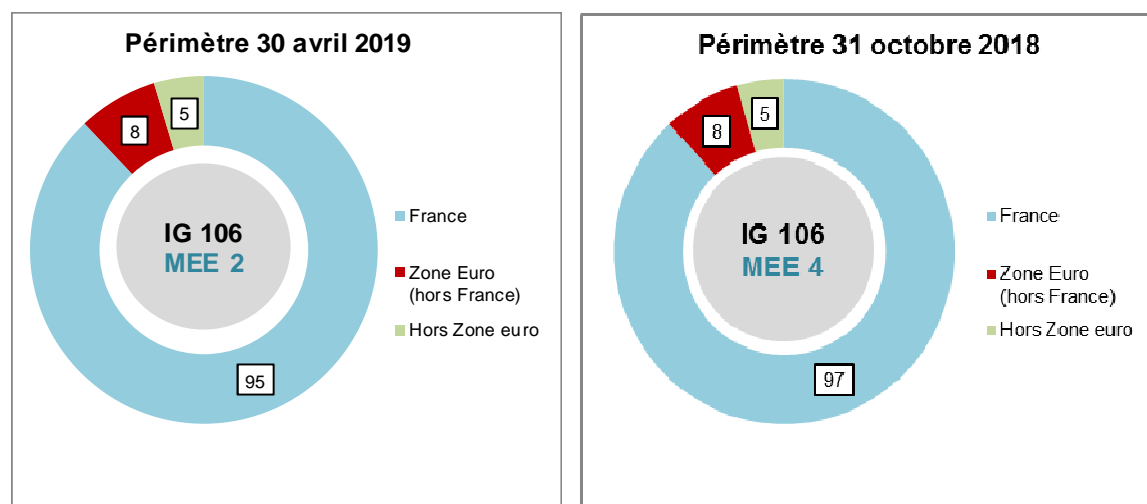 Périmètre 30 avril 2019
5
8
IG 106
MEE 2
France
Zone Euro
(hors France)
Hors Zone euro
95
Périmètre 31 octobre 2018
5
8
IG 106
MEE 4
France
Zone Euro
(hors France)
Hors Zone euro
97